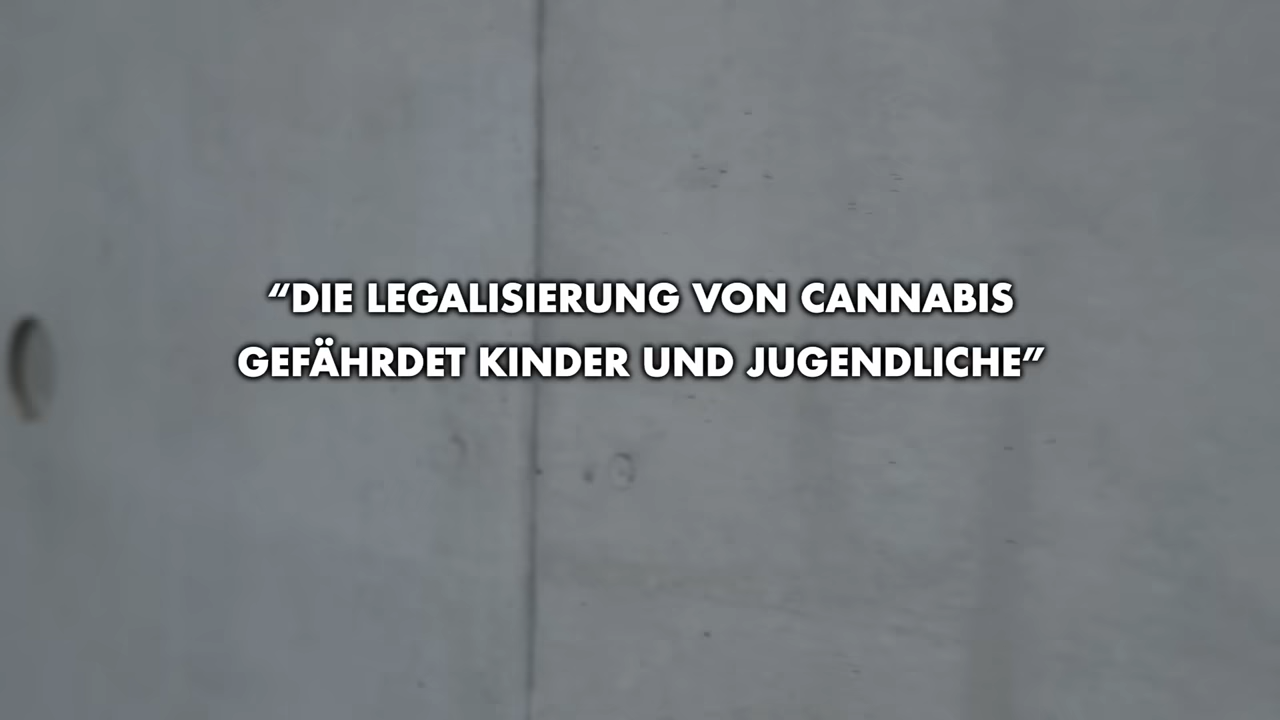 “DIE LEGALISIERUNG VON CANNABIS
GEFÄHRDET KINDER UND JUGENDLICHE”